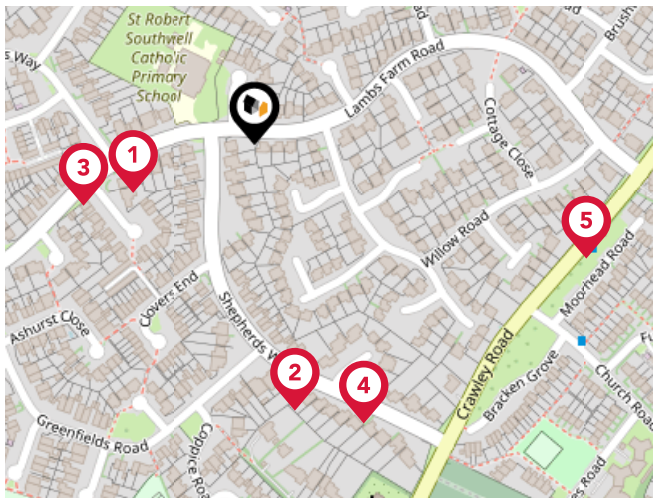 St Robert
Southwell
Catholic
Primary
School
s Way
Lambs Farm Road
Brush
Cottage Close
3
1
5
Willow Road
Moorhead Road
Clovers End
Ashurst Close
Shepherds W
2
4
Crawley Road
Bracken Grove
Church Road
Greenfields Road
Coppice R
es Road